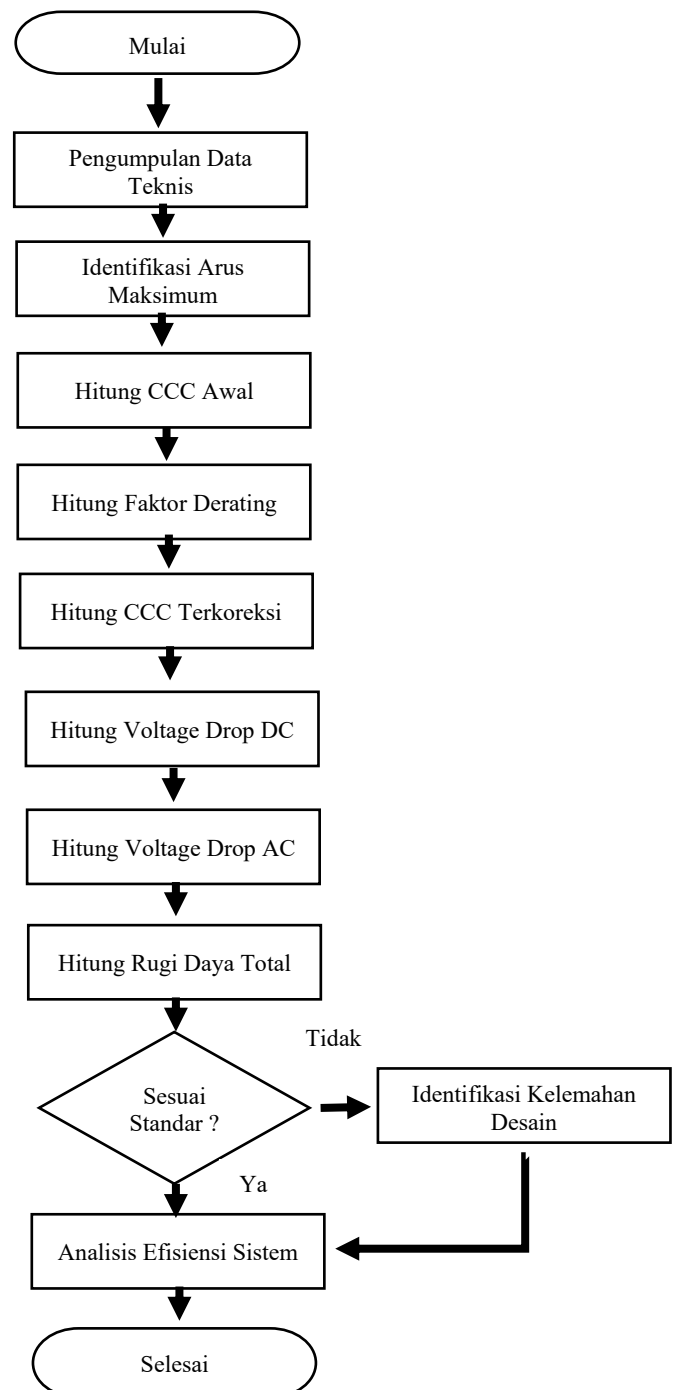 Mulai
Pengumpulan Data
Teknis
Identifikasi Arus
Maksimum
Hitung CCC Awal
Hitung Faktor Derating
Hitung CCC Terkoreksi
Hitung Voltage Drop DC
Hitung Voltage Drop AC
Hitung Rugi Daya Total
Tidak
Sesuai
Standar ?
Identifikasi Kelemahan
Desain
Ya
Analisis Efisiensi Sistem
Selesai